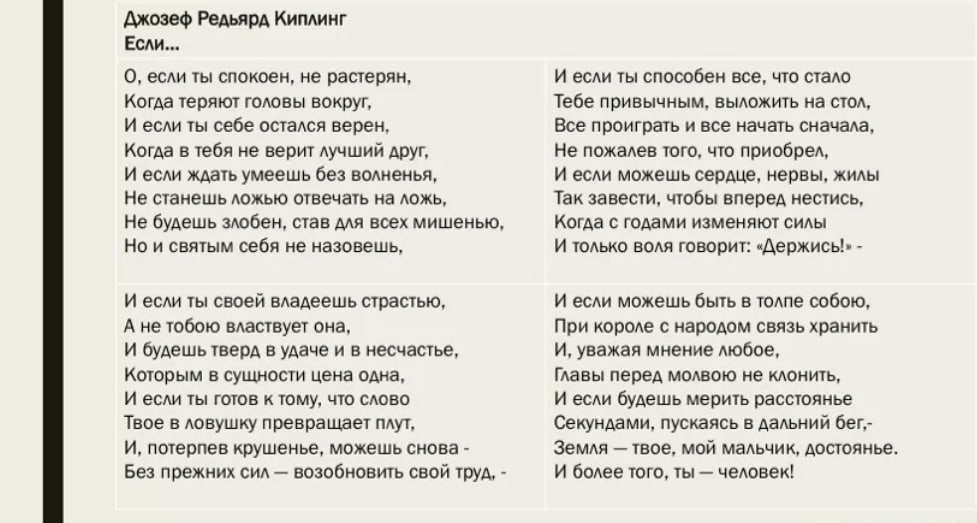 Джозеф Редьярд Киплинг
Если...
О, если ты спокоен, не растерян,
Когда теряют головы вокруг,
И если ты себе остался верен,
Когда в тебя не верит лучший друг,
И если ждать умеешь без волненья,
Не станешь ложью отвечать на ложь,
Не будешь злобен, став для всех мишенью,
Но и святым себя не назовешь,
И если ты своей владеешь страстью,
А не тобою властвует она,
И будешь тверд в удаче и в несчастье,
Которым в сущности цена одна,
И если ты готов к тому, что слово
Твое в ловушку превращает плут,
И, потерпев крушенье, можешь снова -
Без прежних сил — возобновить свой труд, -
И если ты способен все, что стало
Тебе привычным, выложить на стол,
Все проиграть и все начать сначала,
Не пожалев того, что приобрел,
И если можешь сердце, нервы, жилы
Так завести, чтобы вперед нестись,
Когда с годами изменяют силы
И только воля говорит: «Держись!» -
И если можешь быть в толпе собою,
При короле с народом связь хранить
И, уважая мнение любое,
Главы перед молвою не клонить,
И если будешь мерить расстоянье
Секундами, пускаясь в дальний бег,-
Земля — твое, мой мальчик, достоянье.
И более того, ты — человек!